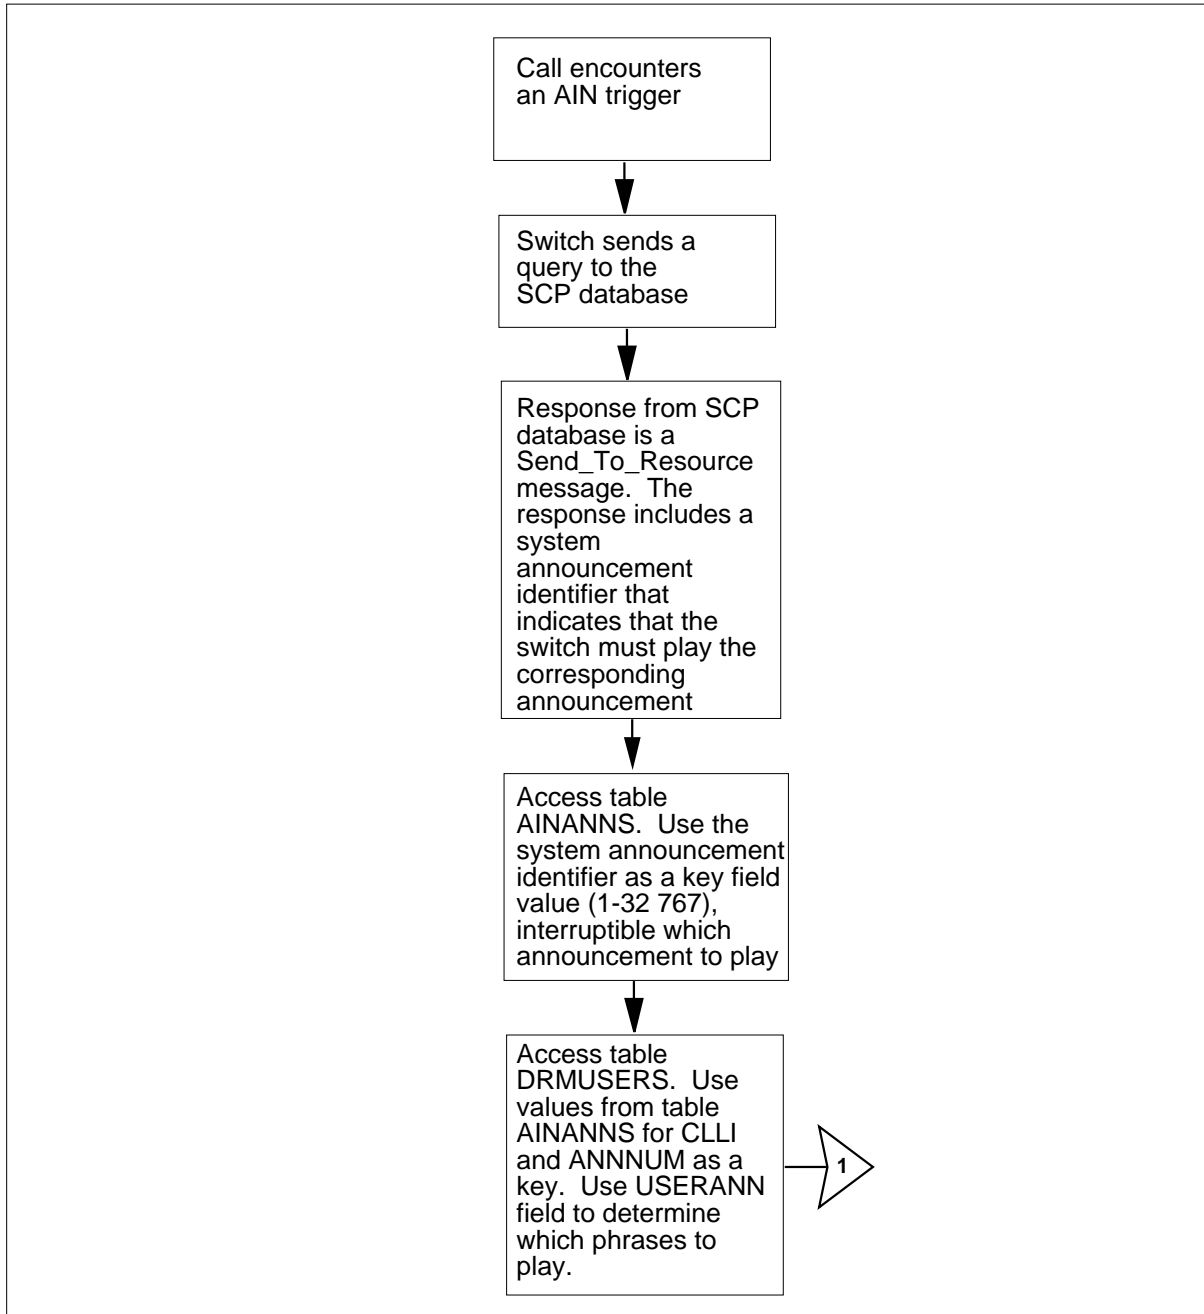 Call encounters
an AIN trigger
Switch sends a
query to the
SCP database
Response from SCP
database is a
Send_To_Resource
message.  The
response includes a
system
announcement
identifier that
indicates that the
switch must play the
corresponding
announcement
Access table
AINANNS.  Use the
system announcement
identifier as a key field
value (1-32 767),
interruptible which
announcement to play
Access table
DRMUSERS.  Use
values from table
AINANNS for CLLI
and ANNNUM as a
key.  Use USERANN
field to determine
which phrases to
play.
1